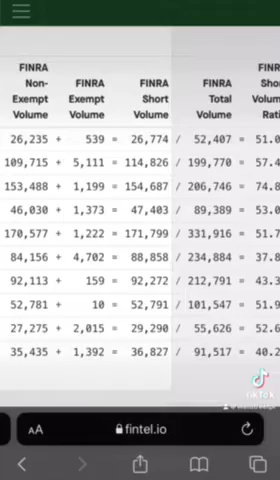 FINRA Non-Exempt Volume FINRA Exempt Volume FINRA Short Volume FINRA Total Volume FINR Sho Volum Rati
26,235 + 539 = 26,774 / 52,407 = 51.0
109,715 + 5,111 = 114,826 / 199,770 = 57.4
153,488 + 1,199 = 154,687 / 206,746 = 74.8
46,030 + 1,373 = 47,403 / 89,389 = 53.0
170,577 + 1,222 = 171,799 / 331,916 = 51.7
84,156 + 4,702 = 88,858 / 234,884 = 37.8
92,113 + 159 = 92,272 / 212,791 = 43.3
52,781 + 10 = 52,791 / 101,547 = 51.9
27,275 + 2,015 = 29,290 / 55,626 = 52.6
35,435 + 1,392 = 36,827 / 91,517 = 40.2
TikTok
AA fintel.io